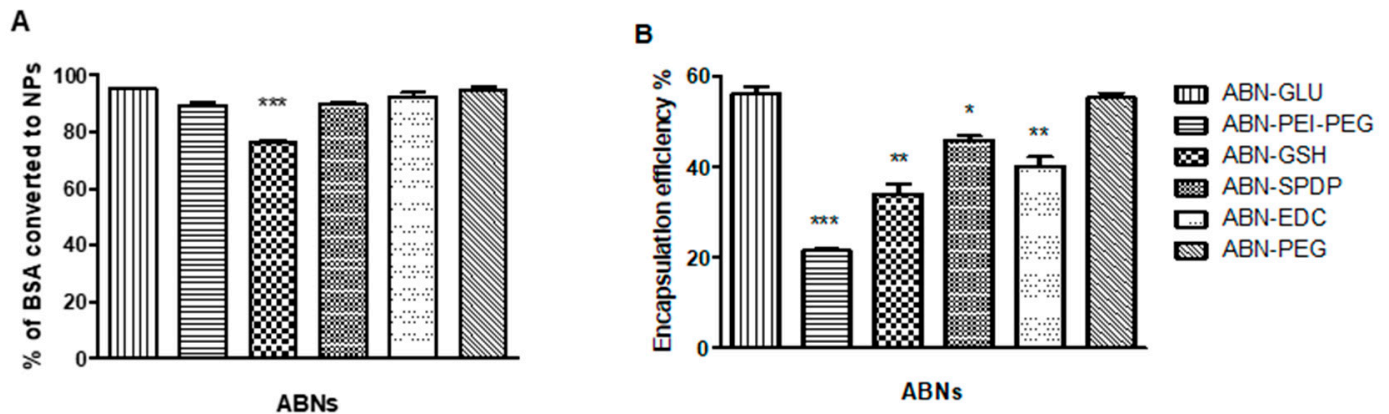 A
% of BSA converted to NPs
100
80
60
40
20
0
***
ABNs
B
Encapsulation efficiency %
60
40
20
0
***
**
*
**
ABNs
ABN-GLU
ABN-PEI-PEG
ABN-GSH
ABN-SPDP
ABN-EDC
ABN-PEG